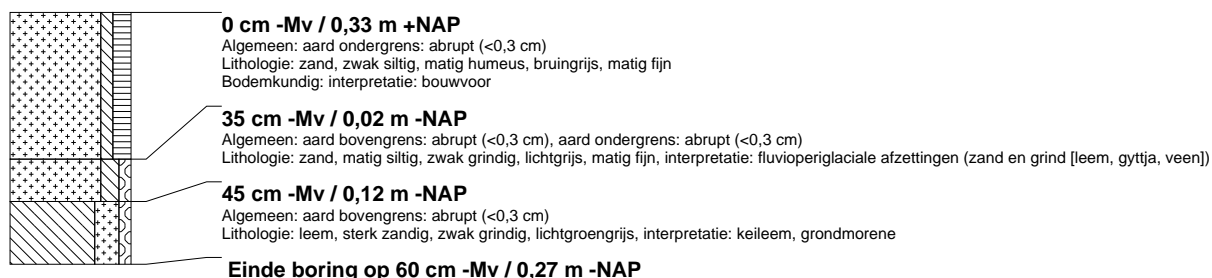 0 cm -Mv / 0,33 m +NAP
Algemeen: aard ondergrens: abrupt (<0,3 cm)
Lithologie: zand, zwak siltig, matig humeus, bruingrijs, matig fijn
Bodemkundig: interpretatie: bouwvoor
35 cm -Mv / 0,02 m -NAP
Algemeen: aard bovengrens: abrupt (<0,3 cm), aard ondergrens: abrupt (<0,3 cm)
Lithologie: zand, matig siltig, zwak grindig, lichtgrijs, matig fijn, interpretatie: fluvioperiglaciale afzettingen (zand en grind [leem, gyttja, veen])
45 cm -Mv / 0,12 m -NAP
Algemeen: aard bovengrens: abrupt (<0,3 cm)
Lithologie: leem, sterk zandig, zwak grindig, lichtgroengrijs, interpretatie: keileem, grondmorene
Einde boring op 60 cm -Mv / 0,27 m -NAP